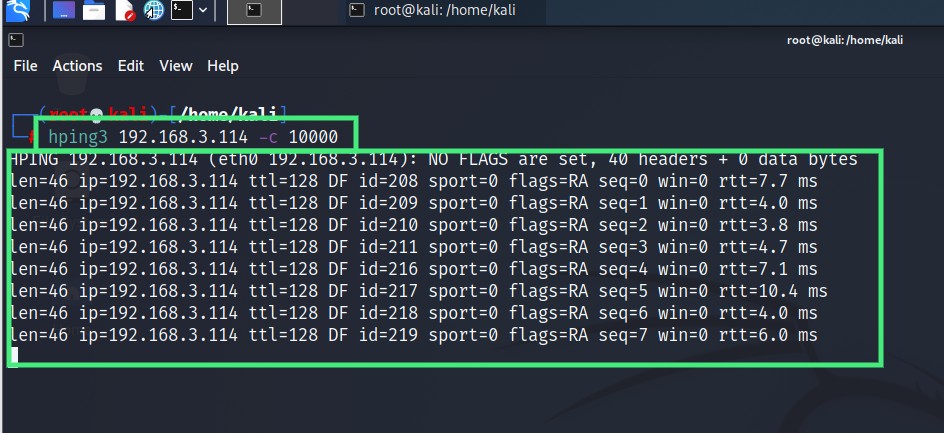 root@kali: /home/kali
root@kali: /home/kali
File Actions Edit View Help
(root💀kali)-[/home/kali]
# hping3 192.168.3.114 -c 10000
HPING 192.168.3.114 (eth0 192.168.3.114): NO FLAGS are set, 40 headers + 0 data bytes
len=46 ip=192.168.3.114 ttl=128 DF id=208 sport=0 flags=RA seq=0 win=0 rtt=7.7 ms
len=46 ip=192.168.3.114 ttl=128 DF id=209 sport=0 flags=RA seq=1 win=0 rtt=4.0 ms
len=46 ip=192.168.3.114 ttl=128 DF id=210 sport=0 flags=RA seq=2 win=0 rtt=3.8 ms
len=46 ip=192.168.3.114 ttl=128 DF id=211 sport=0 flags=RA seq=3 win=0 rtt=4.7 ms
len=46 ip=192.168.3.114 ttl=128 DF id=216 sport=0 flags=RA seq=4 win=0 rtt=7.1 ms
len=46 ip=192.168.3.114 ttl=128 DF id=217 sport=0 flags=RA seq=5 win=0 rtt=10.4 ms
len=46 ip=192.168.3.114 ttl=128 DF id=218 sport=0 flags=RA seq=6 win=0 rtt=4.0 ms
len=46 ip=192.168.3.114 ttl=128 DF id=219 sport=0 flags=RA seq=7 win=0 rtt=6.0 ms